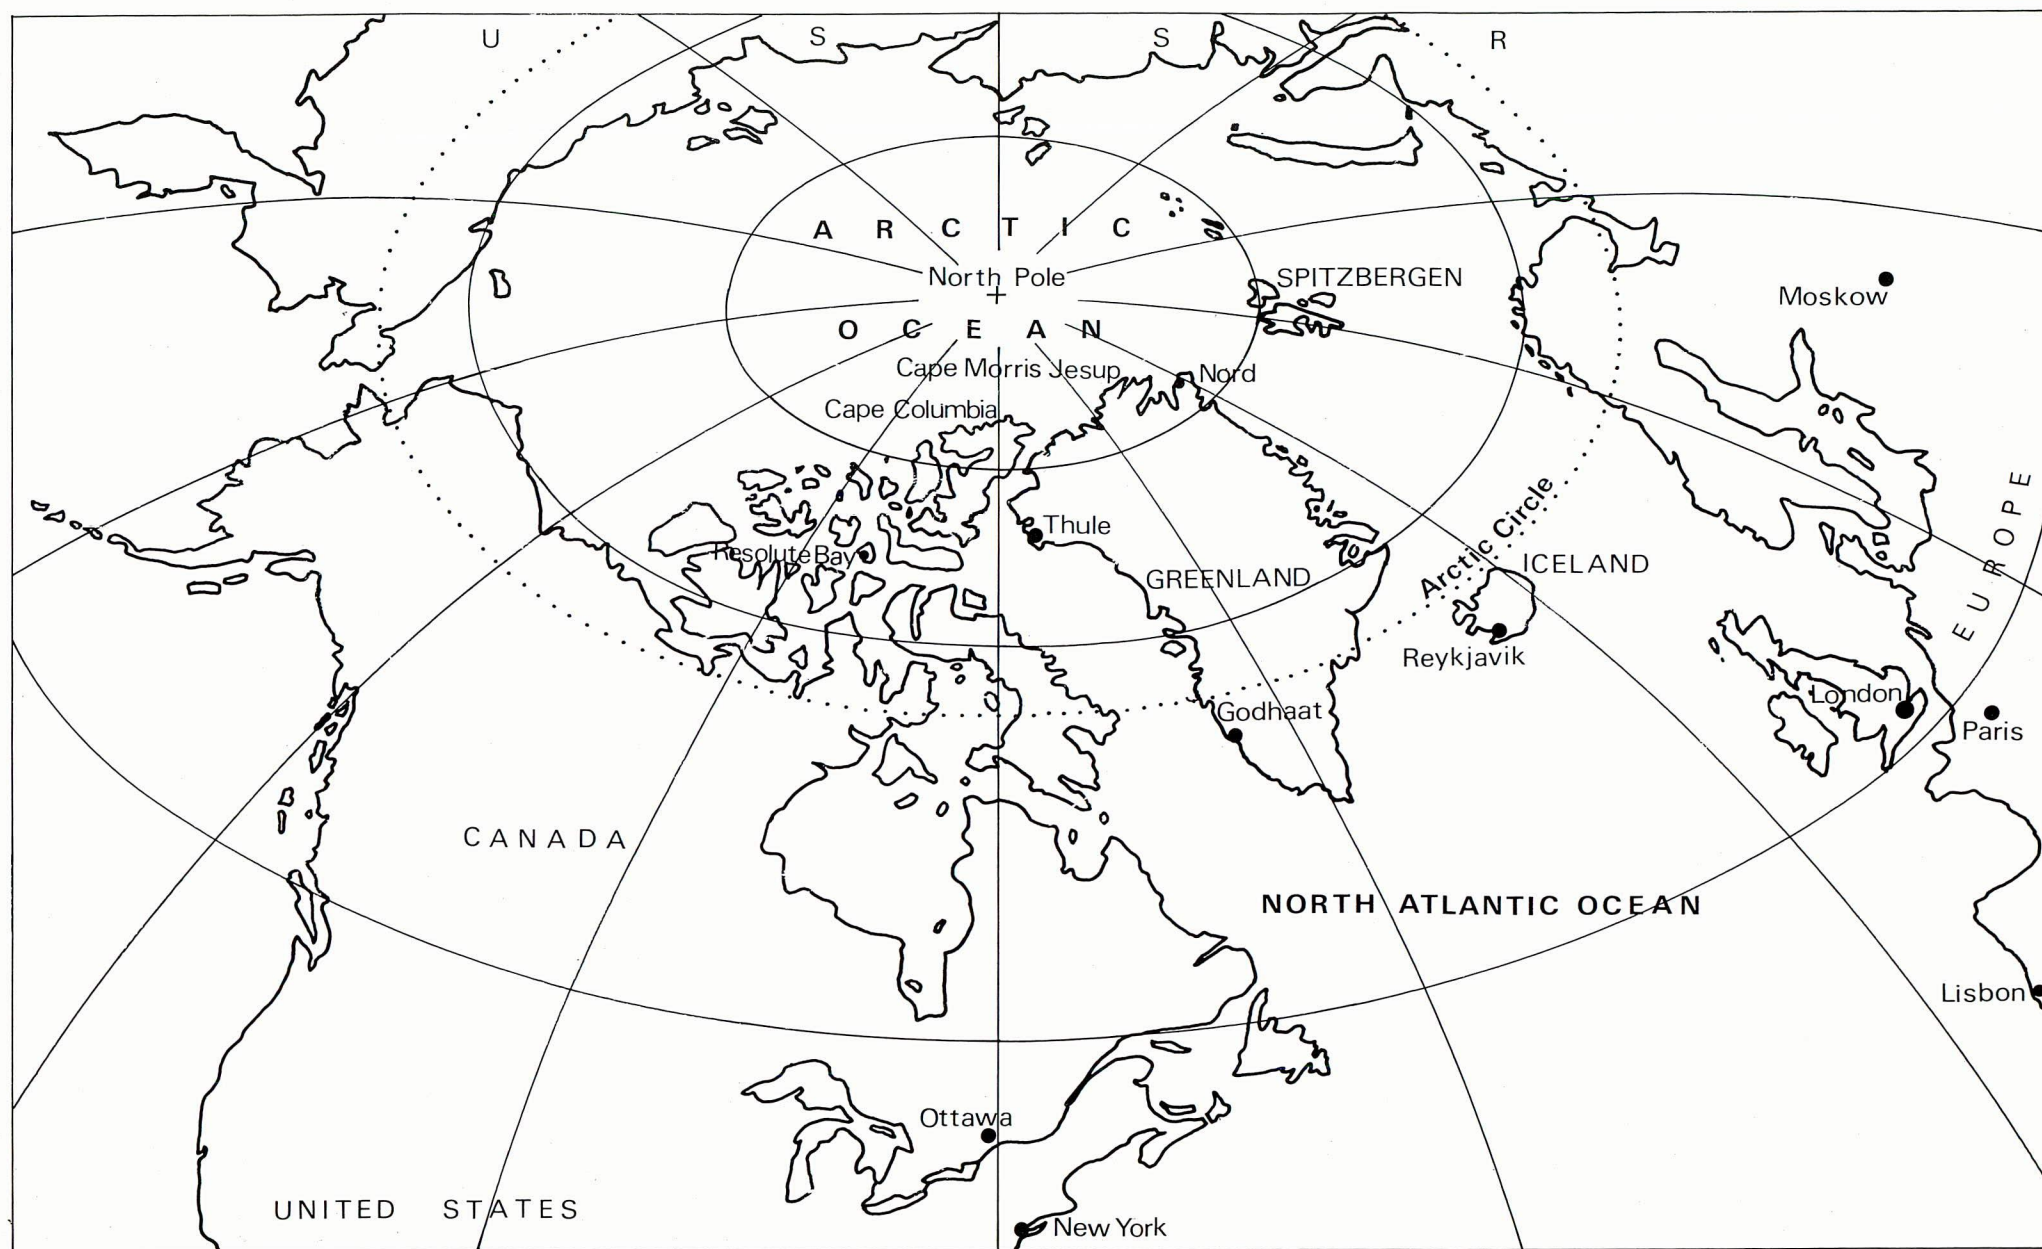 U S S R
A R C T I C
North Pole
SPITZBERGEN
Moskow
O C E A N
Cape Morris Jesup
Nord
Cape Columbia
EUROPE
Thule
Arctic Circle
Resolute Bay
GREENLAND
ICELAND
Reykjavik
London
Godhaat
Paris
CANADA
NORTH ATLANTIC OCEAN
Lisbon
Ottawa
UNITED STATES
New York